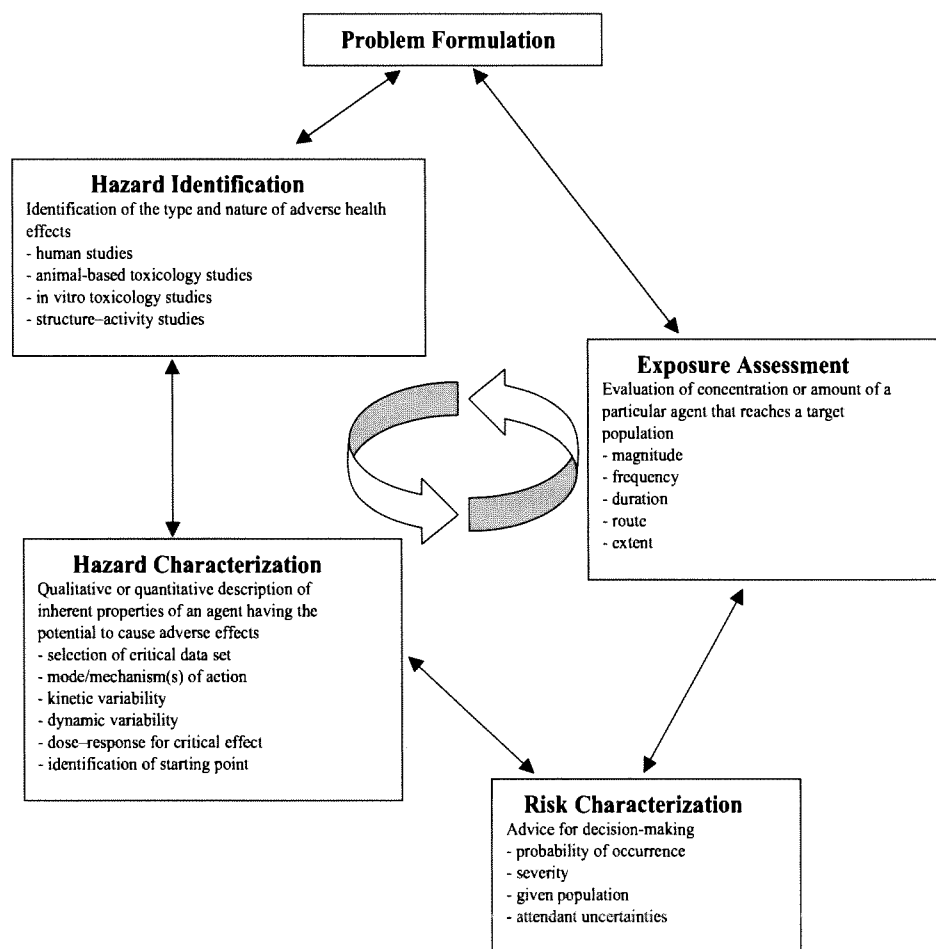 Problem Formulation
Hazard Identification
Identification of the type and nature of adverse health
effects
- human studies
- animal-based toxicology studies
- in vitro toxicology studies
- structure–activity studies
Exposure Assessment
Evaluation of concentration or amount of a
particular agent that reaches a target
population
- magnitude
- frequency
- duration
- route
- extent
Hazard Characterization
Qualitative or quantitative description of
inherent properties of an agent having the
potential to cause adverse effects
- selection of critical data set
- mode/mechanism(s) of action
- kinetic variability
- dynamic variability
- dose–response for critical effect
- identification of starting point
Risk Characterization
Advice for decision-making
- probability of occurrence
- severity
- given population
- attendant uncertainties